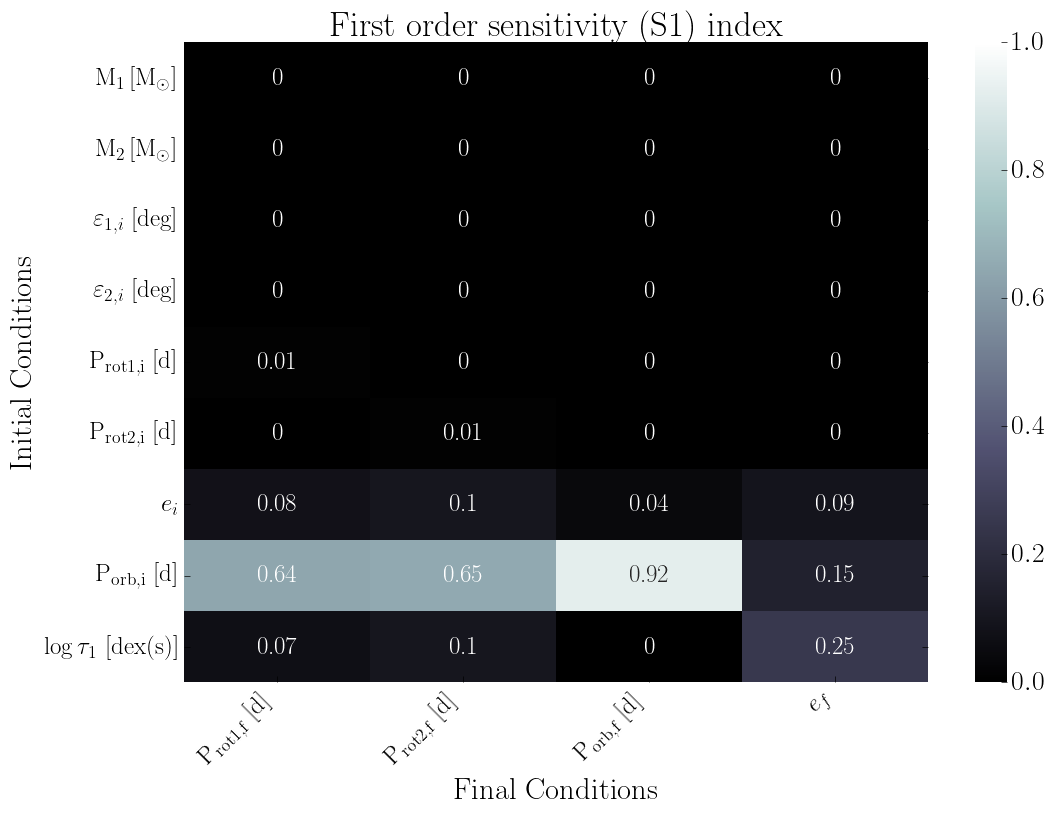 First order sensitivity (S1) index
M₁ [M⊙] 0 0 0 0
M₂ [M⊙] 0 0 0 0
ε₁,ᵢ [deg] 0 0 0 0
ε₂,ᵢ [deg] 0 0 0 0
P_rot1,i [d] 0.01 0 0 0
P_rot2,i [d] 0 0.01 0 0
eᵢ 0.08 0.1 0.04 0.09
P_orb,i [d] 0.64 0.65 0.92 0.15
log τ₁ [dex(s)] 0.07 0.1 0 0.25
P_rot1,f [d] P_rot2,f [d] P_orb,f [d] e_f
Final Conditions
Initial Conditions
1.0
0.8
0.6
0.4
0.2
0.0